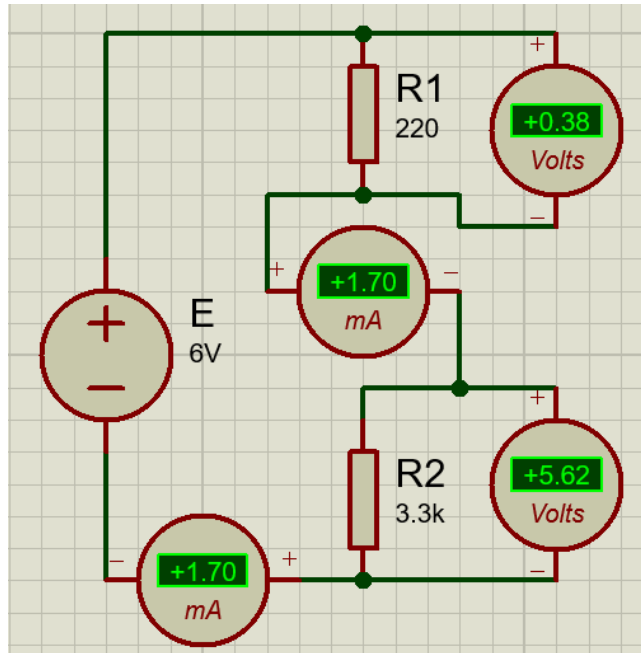 +
R1
220
+0.38
Volts
−
+
+1.70
−
mA
E
6V
+
−
+
R2
3.3k
+5.62
Volts
−
−
+1.70
+
mA